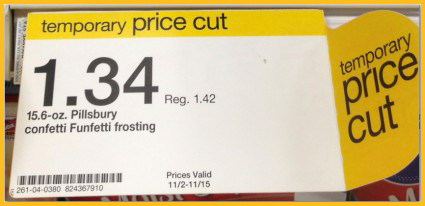 temporary price cut
1.34
Reg. 1.42
15.6-oz. Pillsbury
confetti Funfetti frosting
Prices Valid
11/2-11/15
261-04-0380 824367910
temporary
price
cut